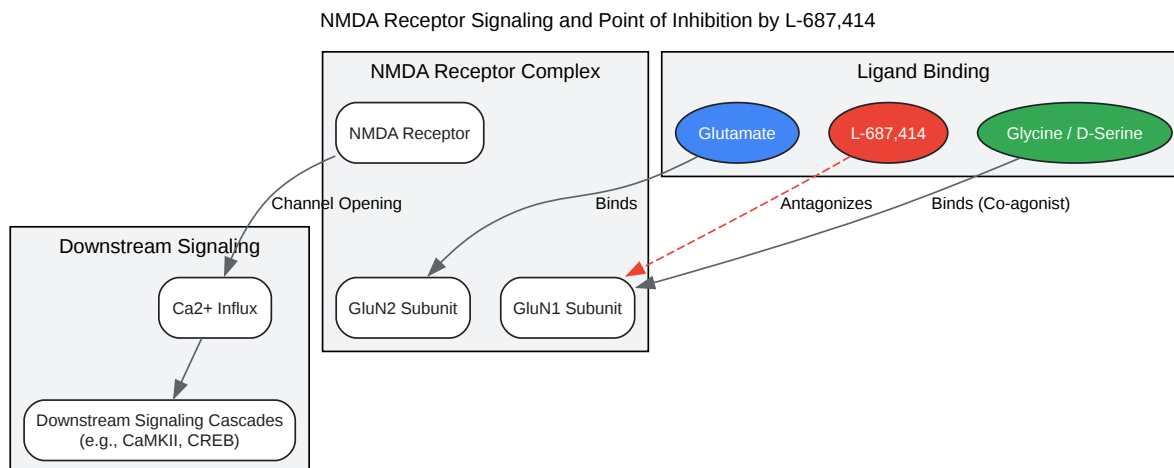 NMDA Receptor Signaling and Point of Inhibition by L-687,414
NMDA Receptor Complex
Ligand Binding
NMDA Receptor
Glutamate
L-687,414
Glycine / D-Serine
Channel Opening
Binds
Antagonizes
Binds (Co-agonist)
Downstream Signaling
Ca2+ Influx
GluN2 Subunit
GluN1 Subunit
Downstream Signaling Cascades
(e.g., CaMKII, CREB)